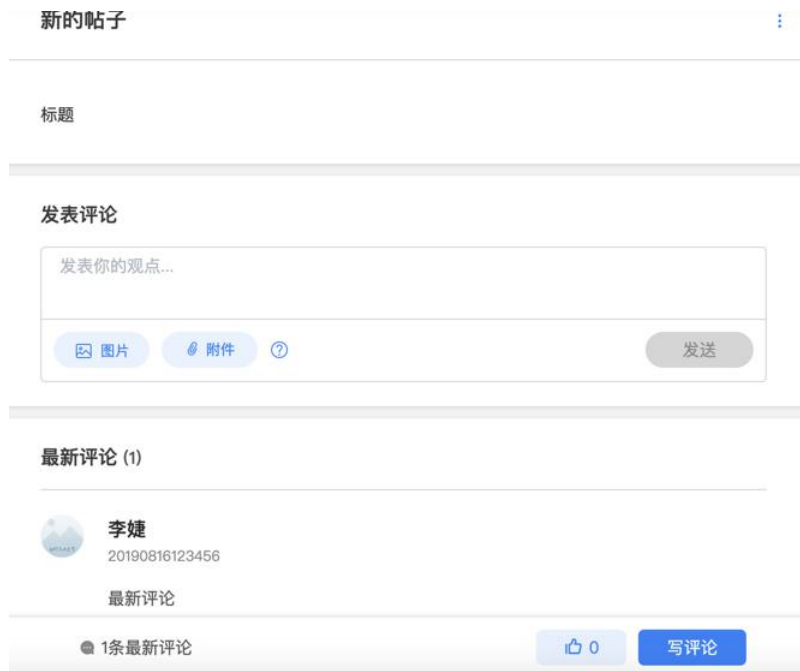 新的帖子
标题
发表评论
发表你的观点...
图片 附件 发送
最新评论 (1)
李婕
20190816123456
最新评论
1条最新评论 0 写评论